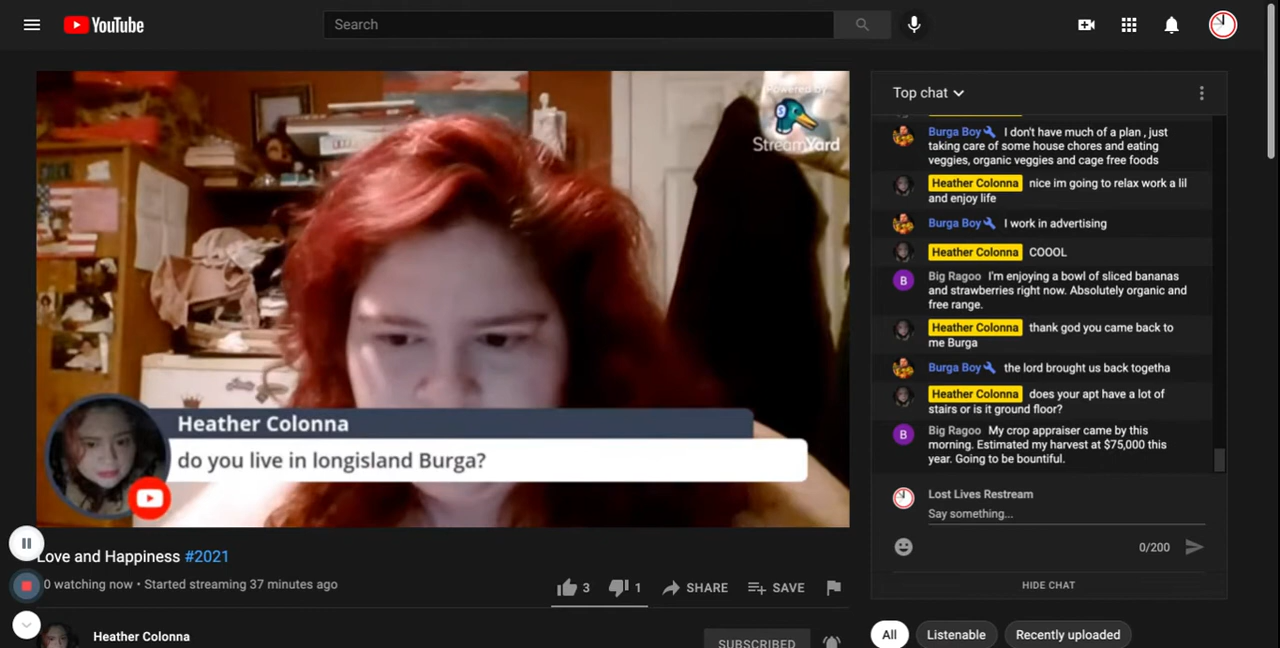 YouTube
Search
Powered by
StreamYard
Heather Colonna
do you live in longisland Burga?
Love and Happiness #2021
0 watching now • Started streaming 37 minutes ago
3
1
SHARE
SAVE
Heather Colonna
SUBSCRIBED
Top chat
Burga Boy I don't have much of a plan , just
taking care of some house chores and eating
veggies, organic veggies and cage free foods
Heather Colonna nice im going to relax work a lil
and enjoy life
Burga Boy I work in advertising
Heather Colonna COOOL
B
Big Ragoo I'm enjoying a bowl of sliced bananas
and strawberries right now. Absolutely organic and
free range.
Heather Colonna thank god you came back to
me Burga
Burga Boy the lord brought us back togetha
Heather Colonna does your apt have a lot of
stairs or is it ground floor?
B
Big Ragoo My crop appraiser came by this
morning. Estimated my harvest at $75,000 this
year. Going to be bountiful.
Lost Lives Restream
Say something...
0/200
HIDE CHAT
All
Listenable
Recently uploaded